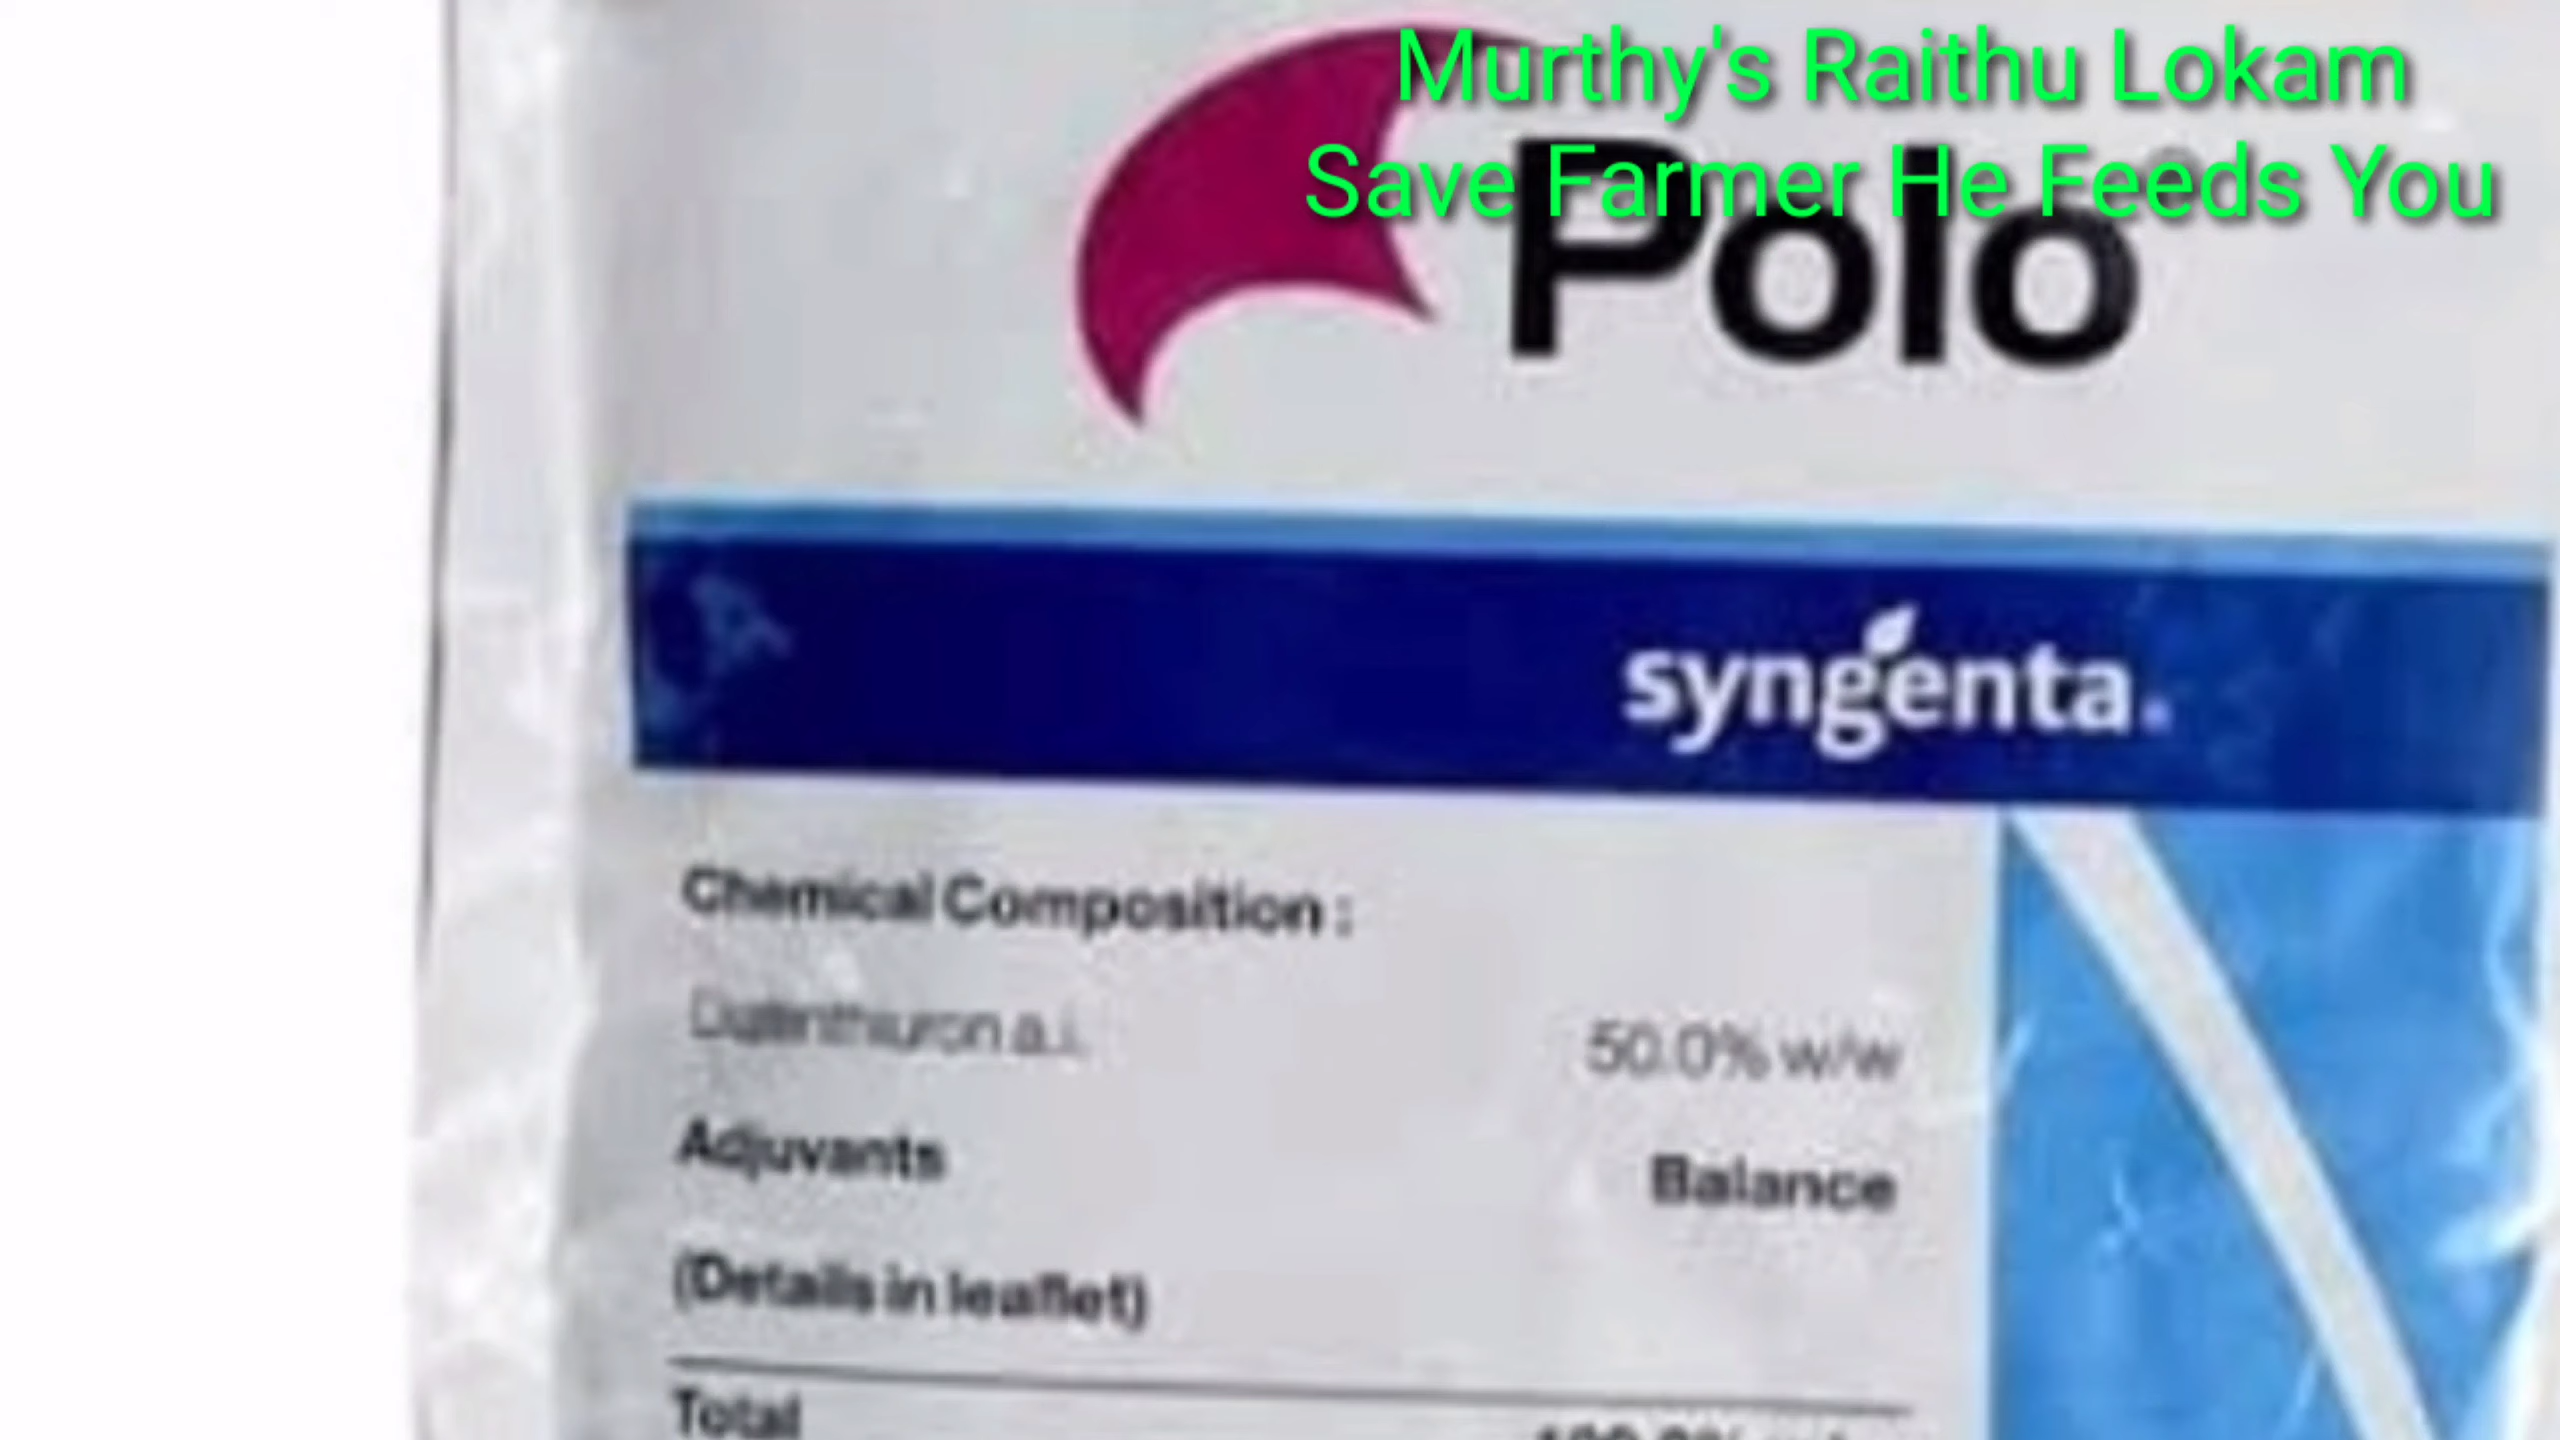 Murthy's Raithu Lokam
Save Farmer He Feeds You
Polo
syngenta.
Chemical Composition :
Diafenthiuron a.i. 50.0% w/w
Adjuvants Balance
(Details in leaflet)
Total